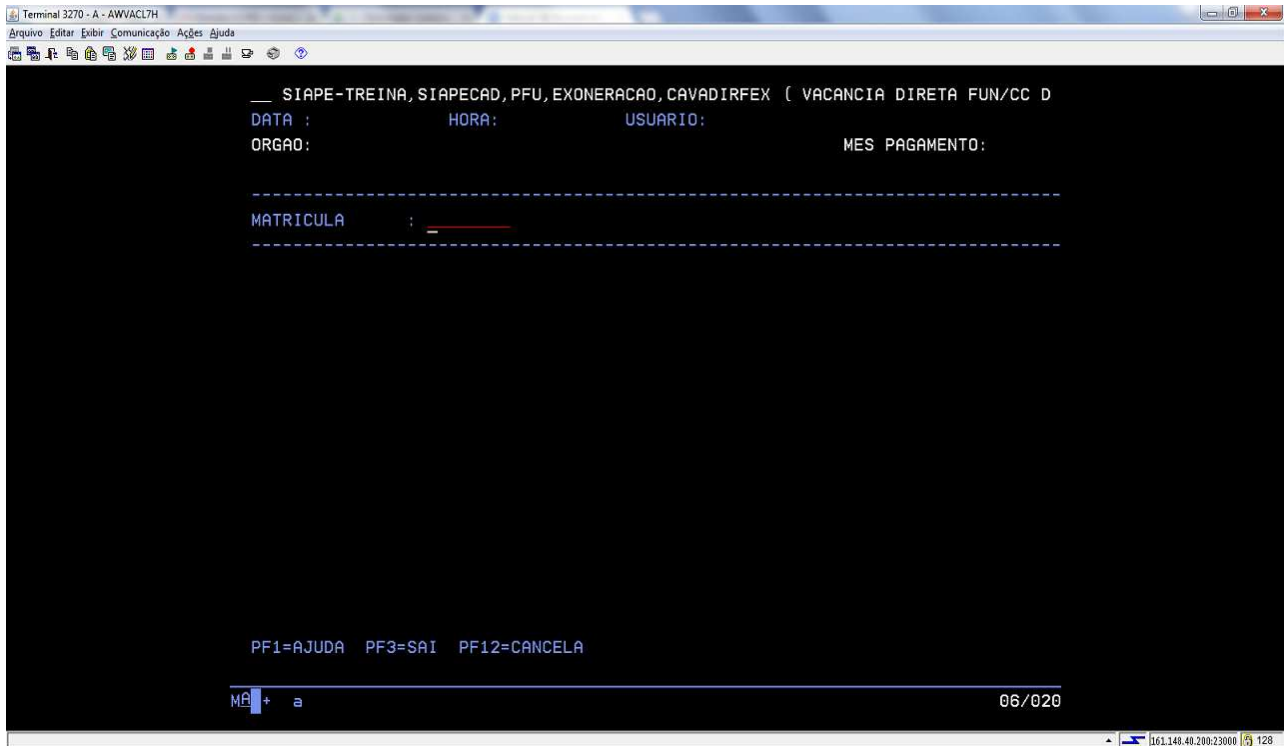 Terminal 3270 - A - AWVACL7H
Arquivo Editar Exibir Comunicação Ações Ajuda
__ SIAPE-TREINA,SIAPECAD,PFU,EXONERACAO,CAVADIRFEX ( VACANCIA DIRETA FUN/CC D
DATA : HORA: USUARIO:
ORGAO: MES PAGAMENTO:
--------------------------------------------------------------------------------
MATRICULA : _________
--------------------------------------------------------------------------------
PF1=AJUDA PF3=SAI PF12=CANCELA
MA + a 06/020
161.148.40.200:23000 128